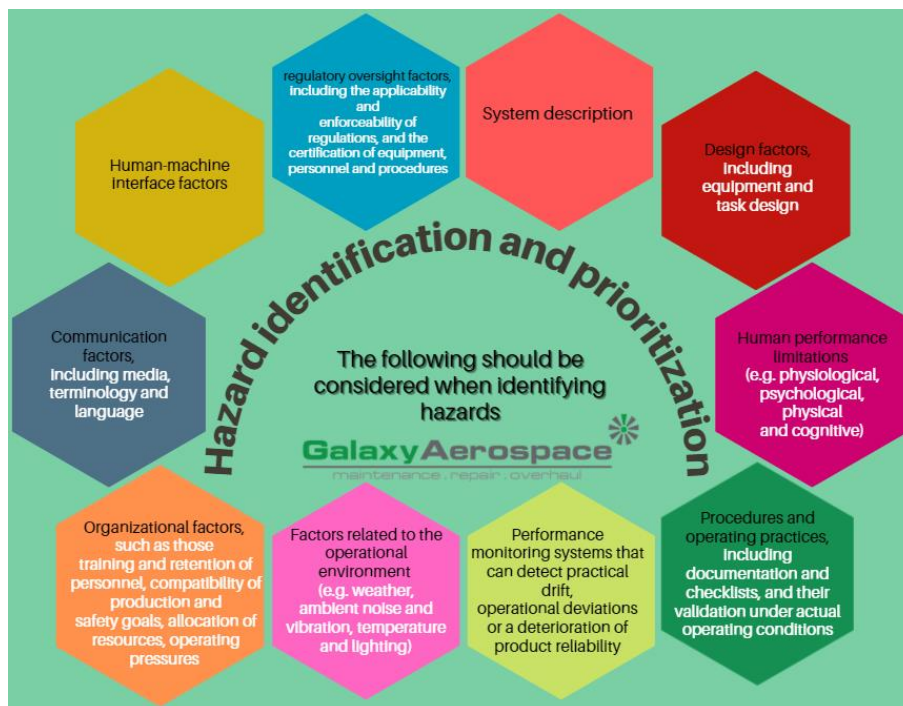 regulatory oversight factors,
including the applicability
and
enforceability of
regulations, and the
certification of equipment,
personnel and procedures
System description
Human-machine
interface factors
Design factors,
including
equipment and
task design
Hazard identification and prioritization
Communication
factors,
including media,
terminology and
language
The following should be
considered when identifying
hazards
GalaxyAerospace
maintenance.repair.overhaul
Human performance
limitations
(e.g. physiological,
psychological,
physical
and cognitive)
Organizational factors,
such as those
training and retention of
personnel, compatibility of
production and
safety goals, allocation of
resources, operating
pressures
Factors related to the
operational
environment
(e.g. weather,
ambient noise and
vibration, temperature
and lighting)
Performance
monitoring systems that
can detect practical
drift,
operational deviations
or a deterioration of
product reliability
Procedures and
operating practices,
including
documentation and
checklists, and their
validation under actual
operating conditions